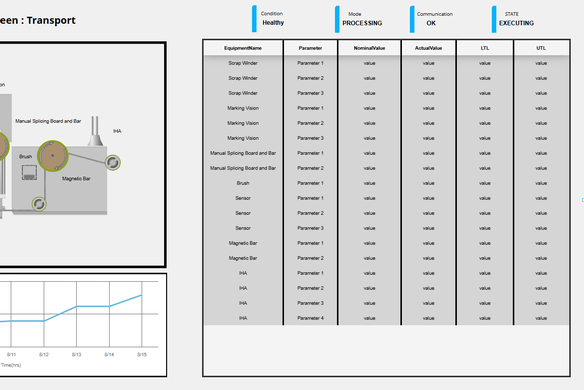 een : Transport
Condition
Healthy
Mode
PROCESSING
Communication
OK
STATE
EXECUTING
Manual Splicing Board and Bar
IHA
Brush
Magnetic Bar
8/11 8/12 8/13 8/14 8/15
Time(hrs)
EquipmentName Parameter NominalValue ActualValue LTL UTL
Scrap Winder Parameter 1 value value value value
Scrap Winder Parameter 2 value value value value
Scrap Winder Parameter 3 value value value value
Marking Vision Parameter 1 value value value value
Marking Vision Parameter 2 value value value value
Marking Vision Parameter 3 value value value value
Manual Splicing Board and Bar Parameter 1 value value value value
Manual Splicing Board and Bar Parameter 2 value value value value
Brush Parameter 1 value value value value
Sensor Parameter 1 value value value value
Sensor Parameter 2 value value value value
Sensor Parameter 3 value value value value
Magnetic Bar Parameter 1 value value value value
Magnetic Bar Parameter 2 value value value value
IHA Parameter 1 value value value value
IHA Parameter 2 value value value value
IHA Parameter 3 value value value value
IHA Parameter 4 value value value value